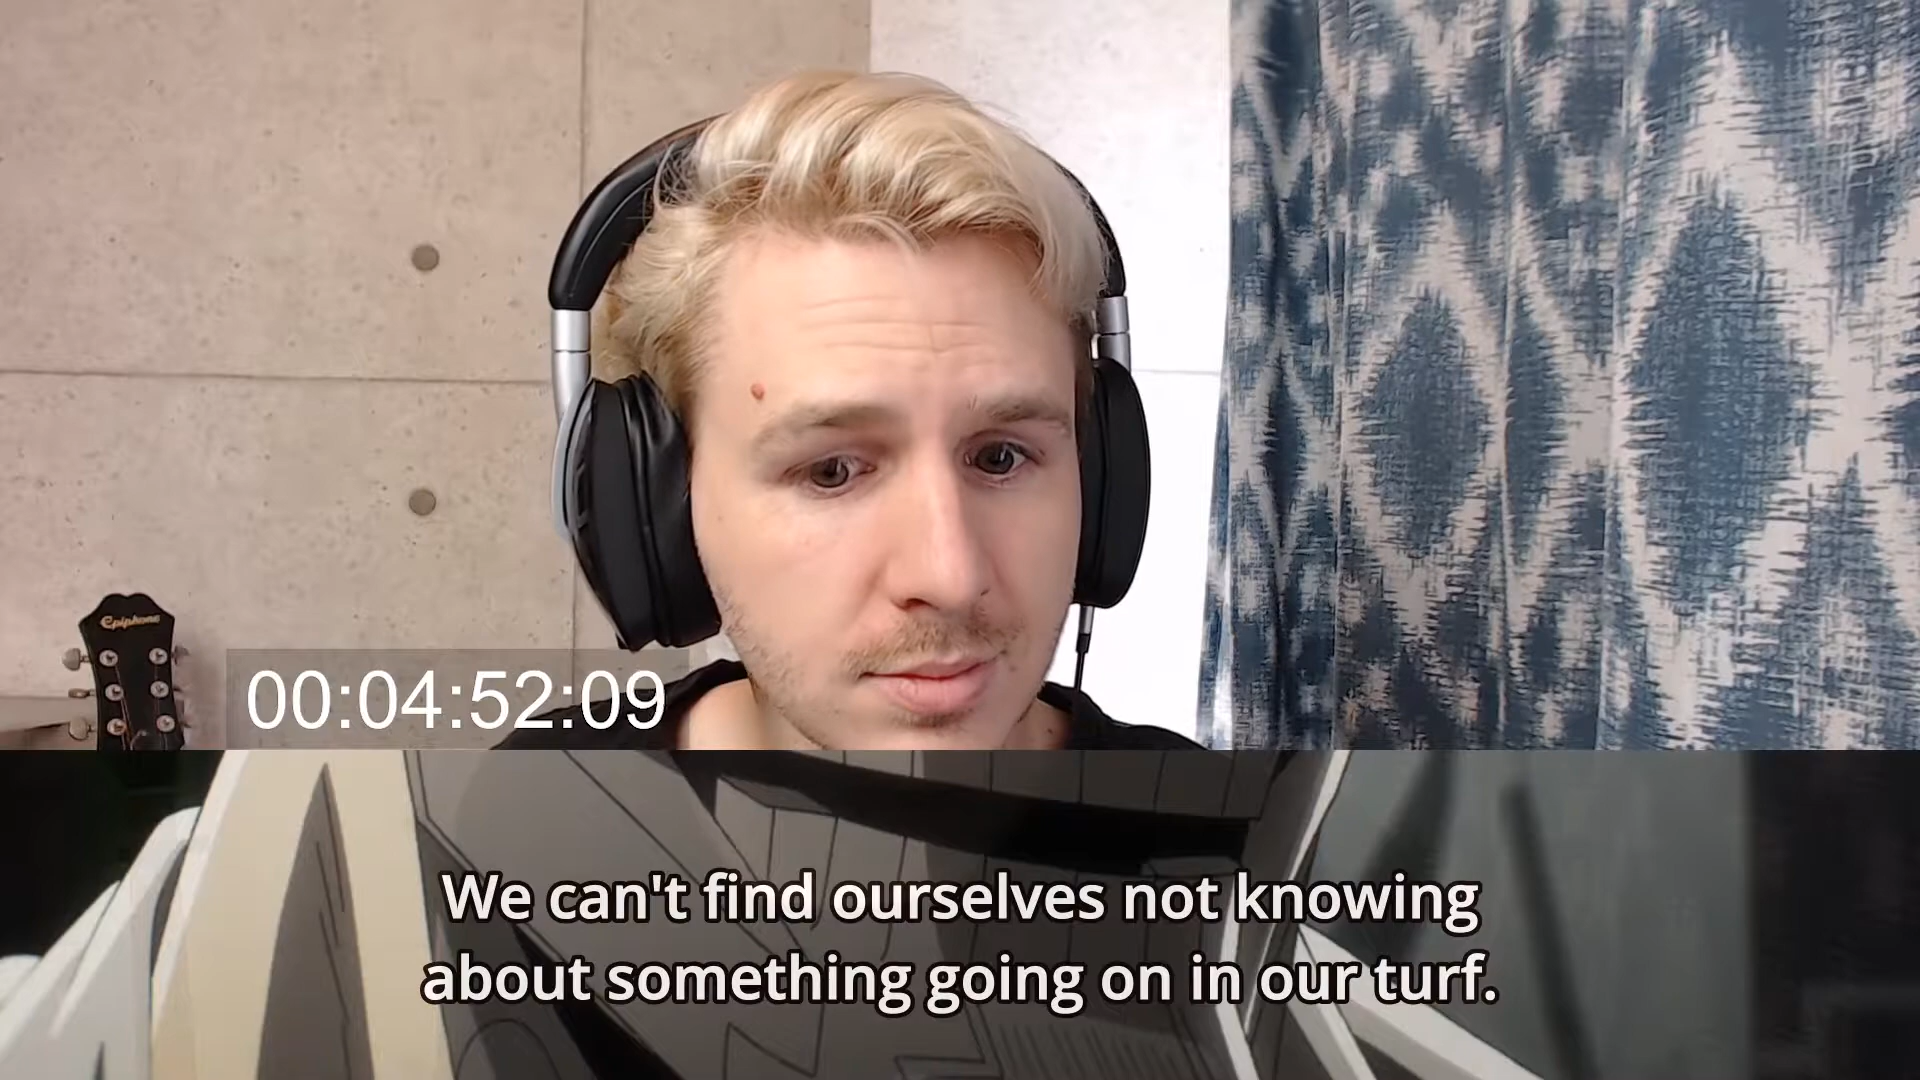 Epiphone
00:04:52:09
We can't find ourselves not knowing
about something going on in our turf.